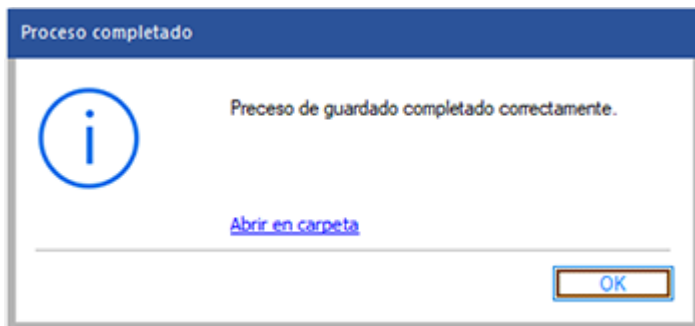 Proceso completado
Preceso de guardado completado correctamente.
Abrir en carpeta
OK